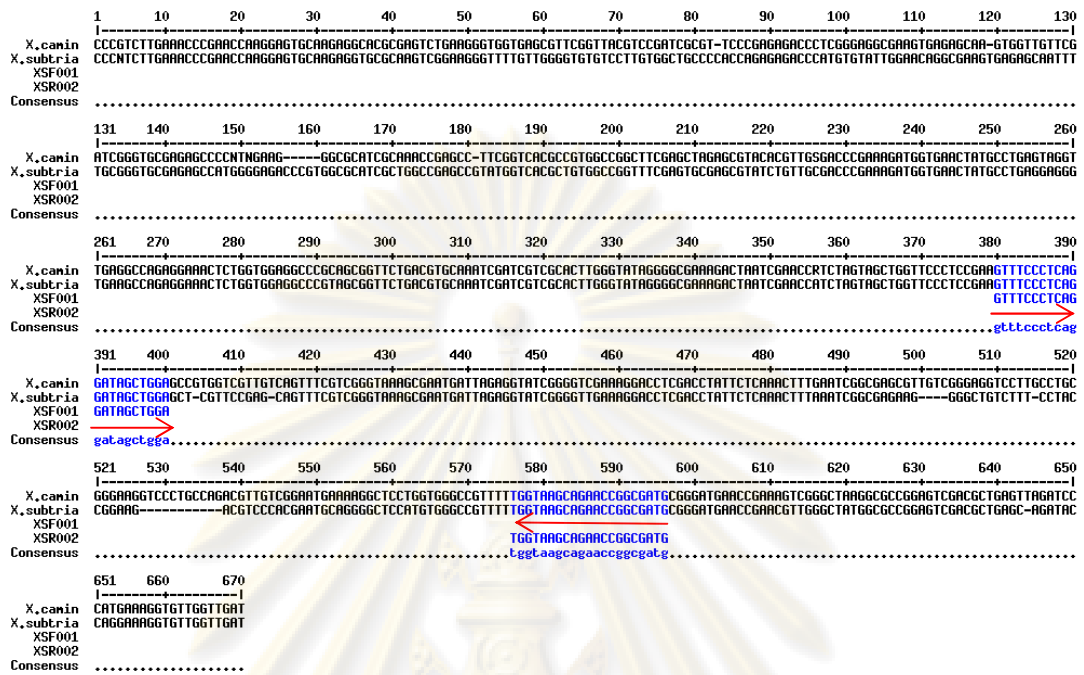 1 10 20 30 40 50 60 70 80 90 100 110 120 130
|--------+---------+---------+---------+---------+---------+---------+---------+---------+---------+---------+---------+---------|
X.camin CCCGTCTTGAAACCCGAACCAAGGAGTGCAAGAGGCACGCGAGTCTGAAGGGTGGTGAGCGTTCGGTTACGTCCGATCGCGT-TCCCGAGAGACCCTCGGGAGGCGAAGTGAGAGCAA-GTGGTTGTTCG
X.subtria CCCNTCTTGAAACCCGAACCAAGGAGTGCAAGAGGTGCGCAAGTCGGAAGGGTTTTGTTGGGGTGTGTCCTTGTGGCTGCCCCACCAGAGAGACCCATGTGTATTGGAACAGGCGAAGTGAGAGCAATTT
XSF001
XSR002
Consensus ..................................................................................................................................
131 140 150 160 170 180 190 200 210 220 230 240 250 260
|--------+---------+---------+---------+---------+---------+---------+---------+---------+---------+---------+---------+---------|
X.camin ATCGGGTGCGAGAGCCCCNTNGAAG-----GGCGCATCGCAAACCGAGCC-TTCGGTCACGCCGTGGCCGGCTTCGAGCTAGAGCGTACACGTTGSGACCCGAAAGATGGTGAACTATGCCTGAGTAGGT
X.subtria TGCGGGTGCGAGAGCCATGGGGAGACCCGTGGCGCATCGCTGGCCGAGCCGTATGGTCACGCTGTGGCCGGTTTCGAGTGCGAGCGTATCTGTTGCGACCCGAAAGATGGTGAACTATGCCTGAGGAGGG
XSF001
XSR002
Consensus ..................................................................................................................................
261 270 280 290 300 310 320 330 340 350 360 370 380 390
|--------+---------+---------+---------+---------+---------+---------+---------+---------+---------+---------+---------+---------|
X.camin TGAGGCCAGAGGAAACTCTGGTGGAGGCCCGCAGCGGTTCTGACGTGCAAATCGATCGTCGCACTTGGGTATAGGGGCGAAAGACTAATCGAACCRTCTAGTAGCTGGTTCCCTCCGAAGTTTCCCTCAG
X.subtria TGAAGCCAGAGGAAACTCTGGTGGAGGCCCGTAGCGGTTCTGACGTGCAAATCGATCGTCGCACTTGGGTATAGGGGCGAAAGACTAATCGAACCATCTAGTAGCTGGTTCCCTCCGAAGTTTCCCTCAG
XSF001 GTTTCCCTCAG
XSR002
Consensus .......................................................................................................................gtttccctcag
391 400 410 420 430 440 450 460 470 480 490 500 510 520
|--------+---------+---------+---------+---------+---------+---------+---------+---------+---------+---------+---------+---------|
X.camin GATAGCTGGAGCCGTGGTCGTTGTCAGTTTCGTCGGGTAAAGCGAATGATTAGAGGTATCGGGGTCGAAAGGACCTCGACCTATTCTCAAACTTTGAATCGGCGAGCGTTGTCGGGAGGTCCTTGCCTGC
X.subtria GATAGCTGGAGCT-CGTTCCGAG-CAGTTTCGTCGGGTAAAGCGAATGATTAGAGGTATCGGGGTTGAAAGGACCTCGACCTATTCTCAAACTTTAAATCGGCGAGAAG----GGGCTGTCTTT-CCTAC
XSF001 GATAGCTGGA
XSR002
Consensus gatagctgga........................................................................................................................
521 530 540 550 560 570 580 590 600 610 620 630 640 650
|--------+---------+---------+---------+---------+---------+---------+---------+---------+---------+---------+---------+---------|
X.camin GGGAAGGTCCCTGCCAGACGTTGTCGGAATGAAAAGGCTCCTGGTGGGCCGTTTTTGGTAAGCAGAACCGGCGATGCGGGATGAACCGAAAGTCGGGCTAAGGCGCCGGAGTCGACGCTGAGTTAGATCC
X.subtria CGGAAG-----------ACGTCCCACGAATGCAGGGGCTCCATGTGGGCCGTTTTTGGTAAGCAGAACCGGCGATGCGGGATGAACCGAACGTTGGGCTATGGCGCCGGAGTCGACGCTGAGC-AGATAC
XSF001
XSR002 TGGTAAGCAGAACCGGCGATG
Consensus .......................................................tggtaagcagaaccggcgatg......................................................
651 660 670
|--------+---------|
X.camin CATGAAAGGTGTTGGTTGAT
X.subtria CAGGAAAGGTGTTGGTTGAT
XSF001
XSR002
Consensus ....................